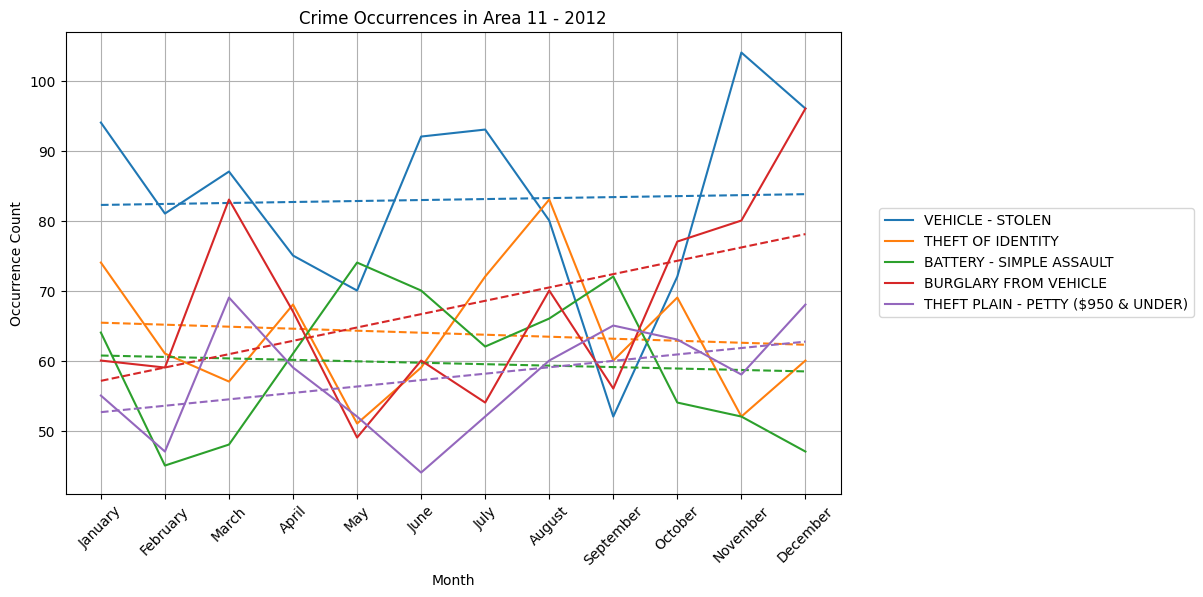 Crime Occurrences in Area 11 - 2012
Occurrence Count
100
90
80
70
60
50
January
February
March
April
May
June
July
August
September
October
November
December
Month
VEHICLE - STOLEN
THEFT OF IDENTITY
BATTERY - SIMPLE ASSAULT
BURGLARY FROM VEHICLE
THEFT PLAIN - PETTY ($950 & UNDER)